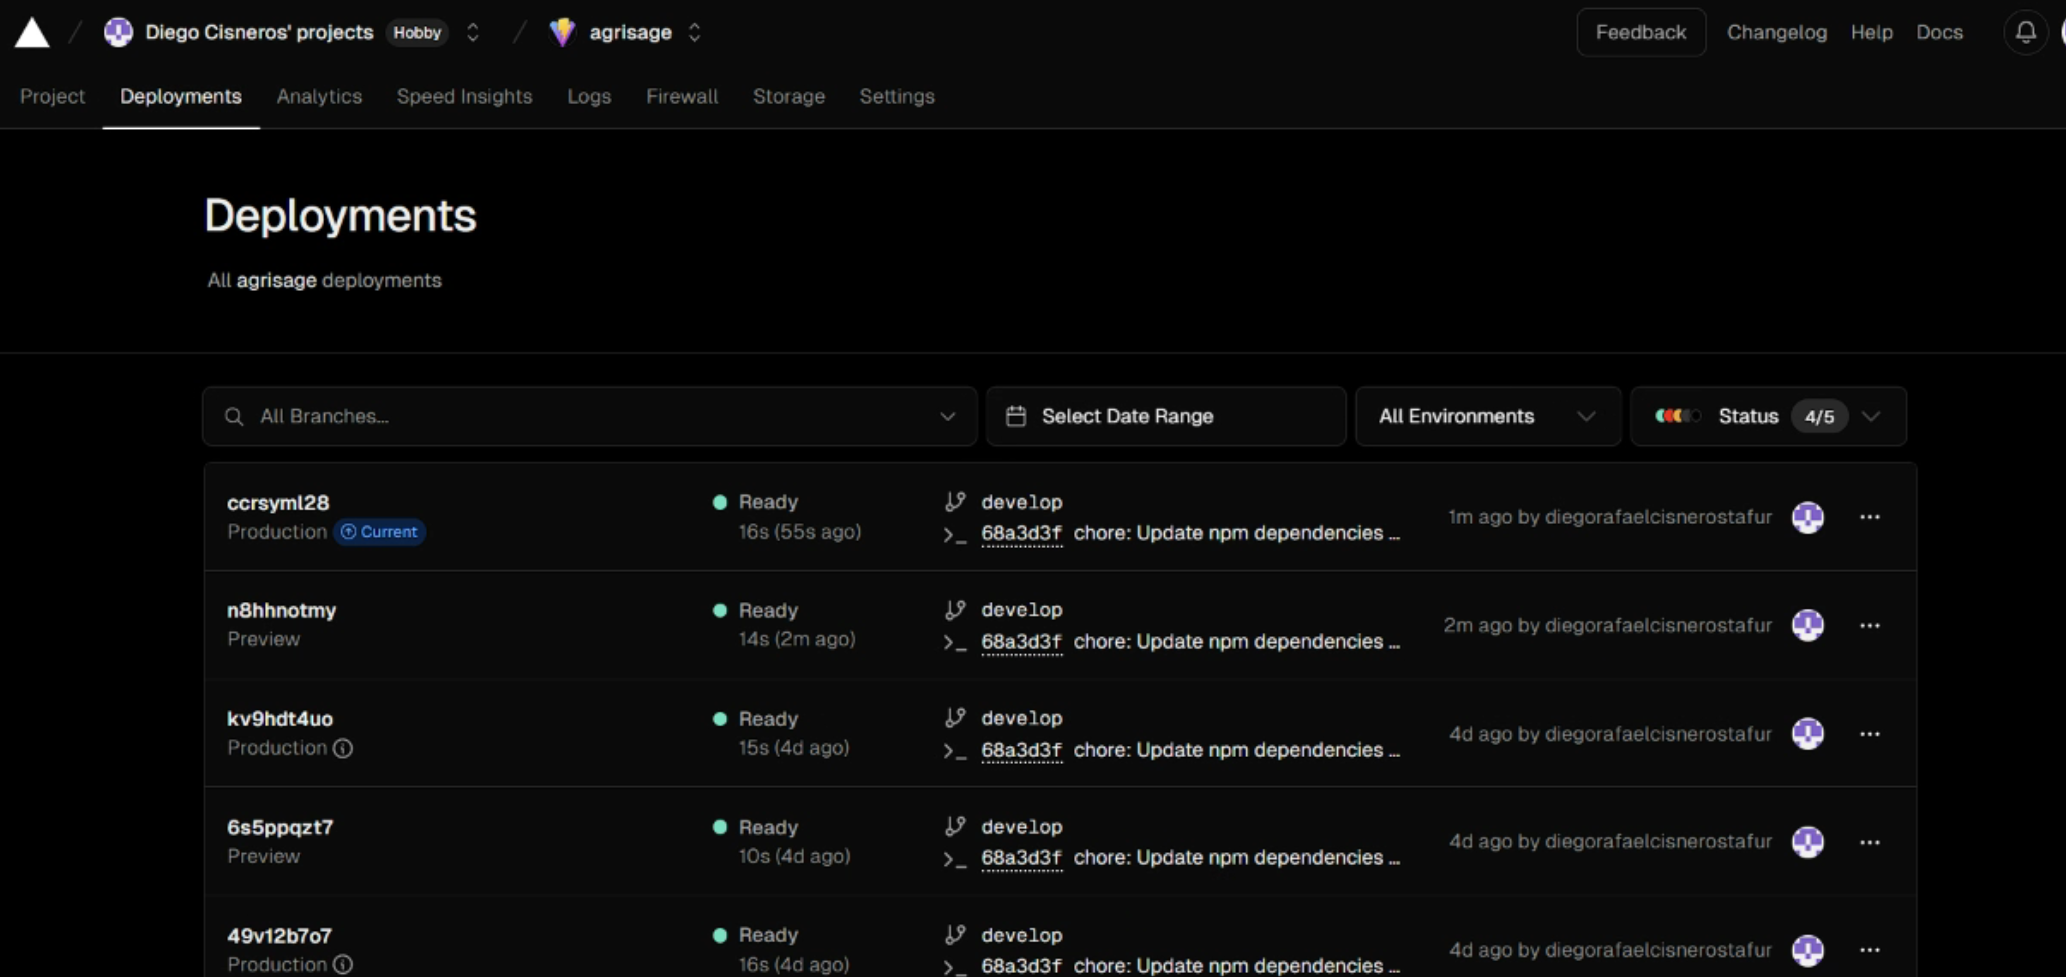 Diego Cisneros' projects Hobby agrisage Feedback Changelog Help Docs
Project Deployments Analytics Speed Insights Logs Firewall Storage Settings
Deployments
All agrisage deployments
All Branches... Select Date Range All Environments Status 4/5
ccrsyml28 Ready develop
Production Current 16s (55s ago) 68a3d3f chore: Update npm dependencies ... 1m ago by diegorafaelcisnerostafur
n8hhnotmy Ready develop
Preview 14s (2m ago) 68a3d3f chore: Update npm dependencies ... 2m ago by diegorafaelcisnerostafur
kv9hdt4uo Ready develop
Production 15s (4d ago) 68a3d3f chore: Update npm dependencies ... 4d ago by diegorafaelcisnerostafur
6s5ppqzt7 Ready develop
Preview 10s (4d ago) 68a3d3f chore: Update npm dependencies ... 4d ago by diegorafaelcisnerostafur
49v12b7o7 Ready develop
Production 16s (4d ago) 68a3d3f chore: Update npm dependencies ... 4d ago by diegorafaelcisnerostafur